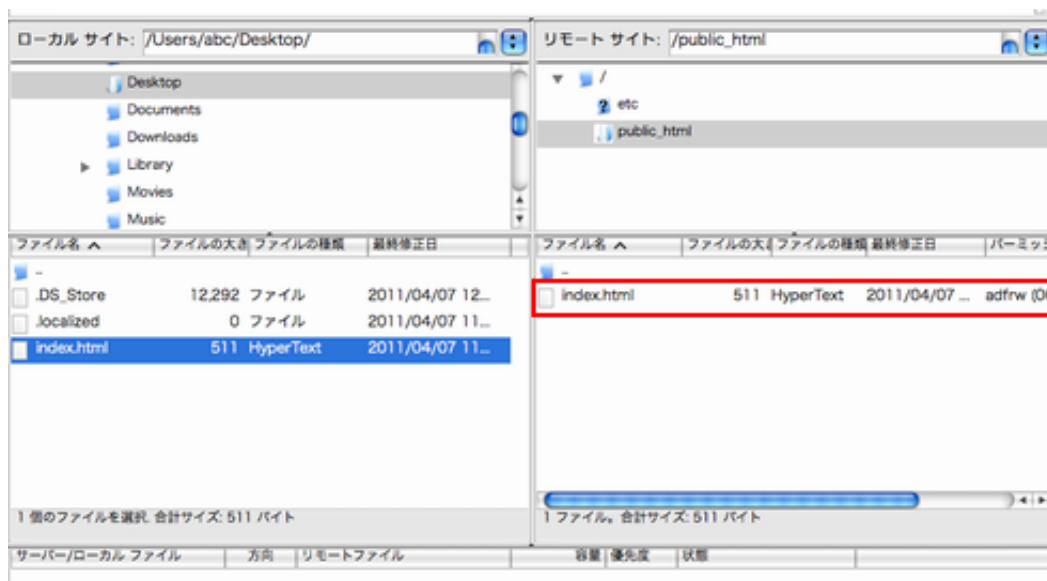 ローカル サイト: /Users/abc/Desktop/
Desktop
Documents
Downloads
Library
Movies
Music
ファイル名 ファイルの大き ファイルの種類 最終修正日
..
.DS_Store 12,292 ファイル 2011/04/07 12...
.localized 0 ファイル 2011/04/07 11...
index.html 511 HyperText 2011/04/07 11...
1 個のファイルを選択. 合計サイズ: 511 バイト
リモート サイト: /public_html
/
? etc
public_html
ファイル名 ファイルの大き ファイルの種類 最終修正日 パーミッシ
..
index.html 511 HyperText 2011/04/07 ... adfrw (06
1 ファイル。合計サイズ: 511 バイト
サーバー/ローカル ファイル 方向 リモートファイル 容量 優先度 状態